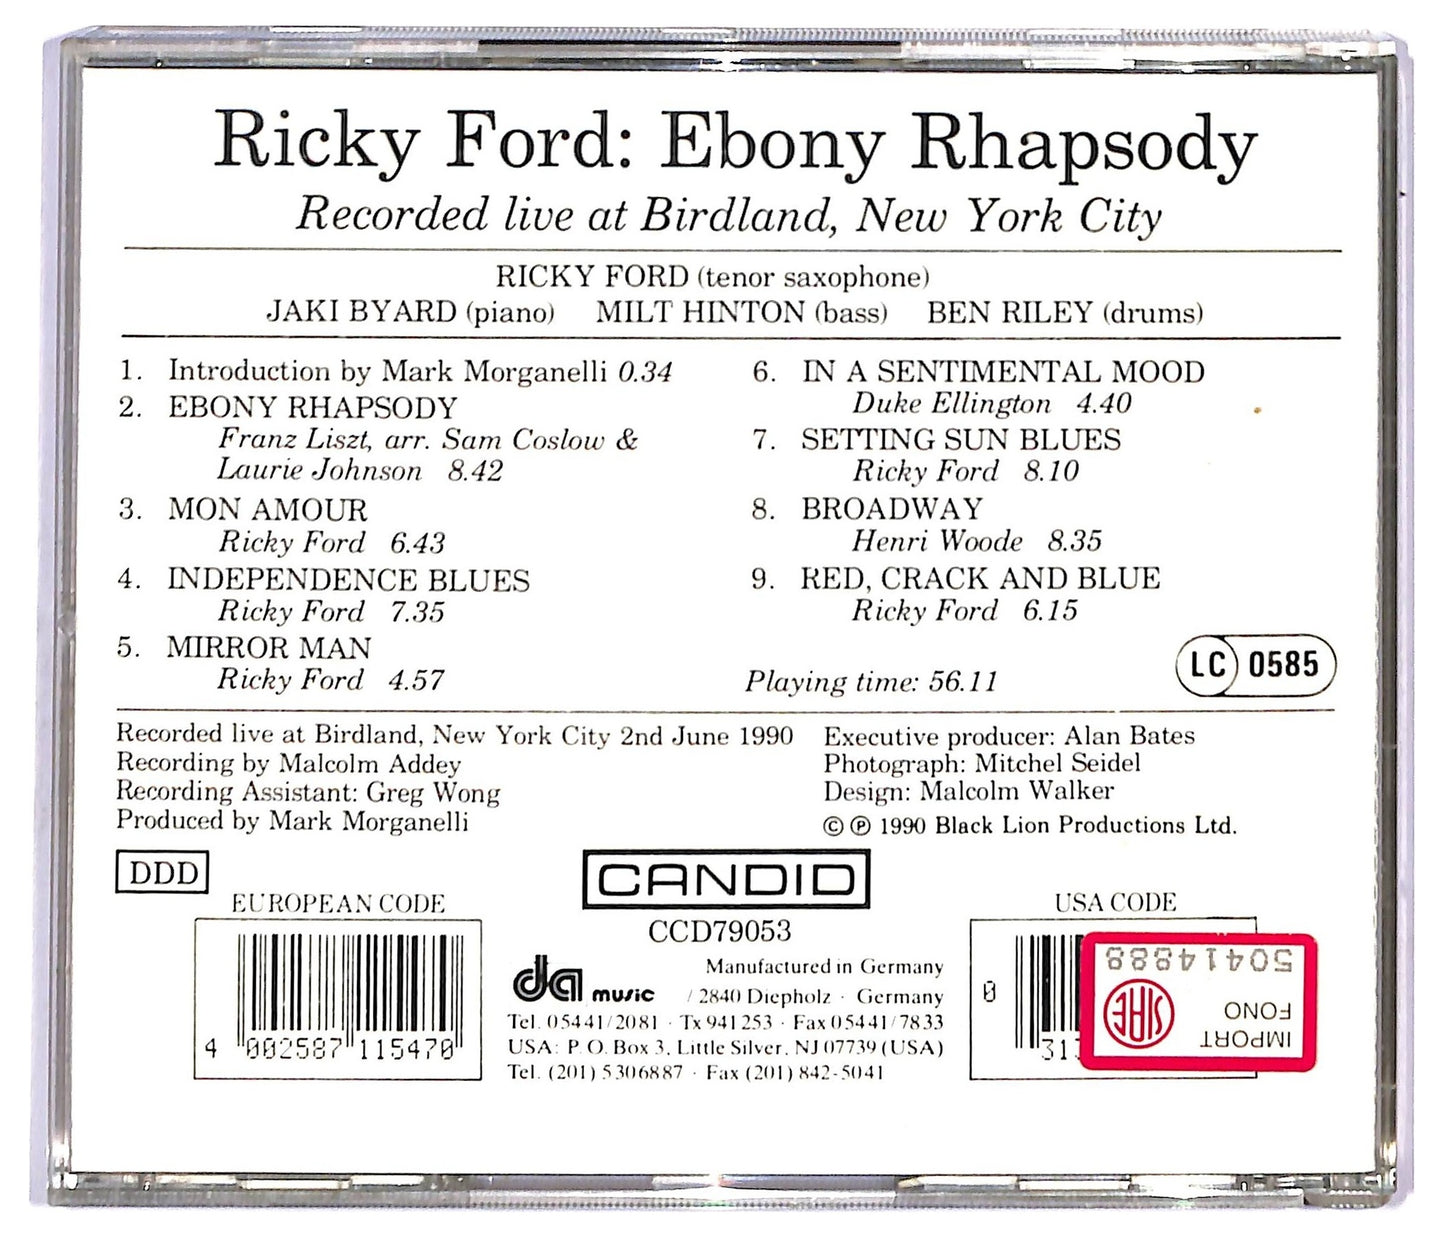 Ricky Ford: Ebony Rhapsody
Recorded live at Birdland, New York City
RICKY FORD (tenor saxophone)
JAKI BYARD (piano) MILT HINTON (bass) BEN RILEY (drums)
1. Introduction by Mark Morganelli 0.34
2. EBONY RHAPSODY
Franz Liszt, arr. Sam Coslow &
Laurie Johnson 8.42
3. MON AMOUR
Ricky Ford 6.43
4. INDEPENDENCE BLUES
Ricky Ford 7.35
5. MIRROR MAN
Ricky Ford 4.57
6. IN A SENTIMENTAL MOOD
Duke Ellington 4.40
7. SETTING SUN BLUES
Ricky Ford 8.10
8. BROADWAY
Henri Woode 8.35
9. RED, CRACK AND BLUE
Ricky Ford 6.15
Playing time: 56.11
LC 0585
Recorded live at Birdland, New York City 2nd June 1990
Recording by Malcolm Addey
Recording Assistant: Greg Wong
Produced by Mark Morganelli
Executive producer: Alan Bates
Photograph: Mitchel Seidel
Design: Malcolm Walker
© ℗ 1990 Black Lion Productions Ltd.
DDD
EUROPEAN CODE
4 002587 115470
CANDID
CCD79053
da music
Manufactured in Germany
/ 2840 Diepholz · Germany
Tel. 05441/2081 · Tx 941253 · Fax 05441/7833
USA: P.O. Box 3, Little Silver, NJ 07739 (USA)
Tel. (201) 5306887 · Fax (201) 842-5041
USA CODE
0
IMPORT
FONO
SIAE
50414888